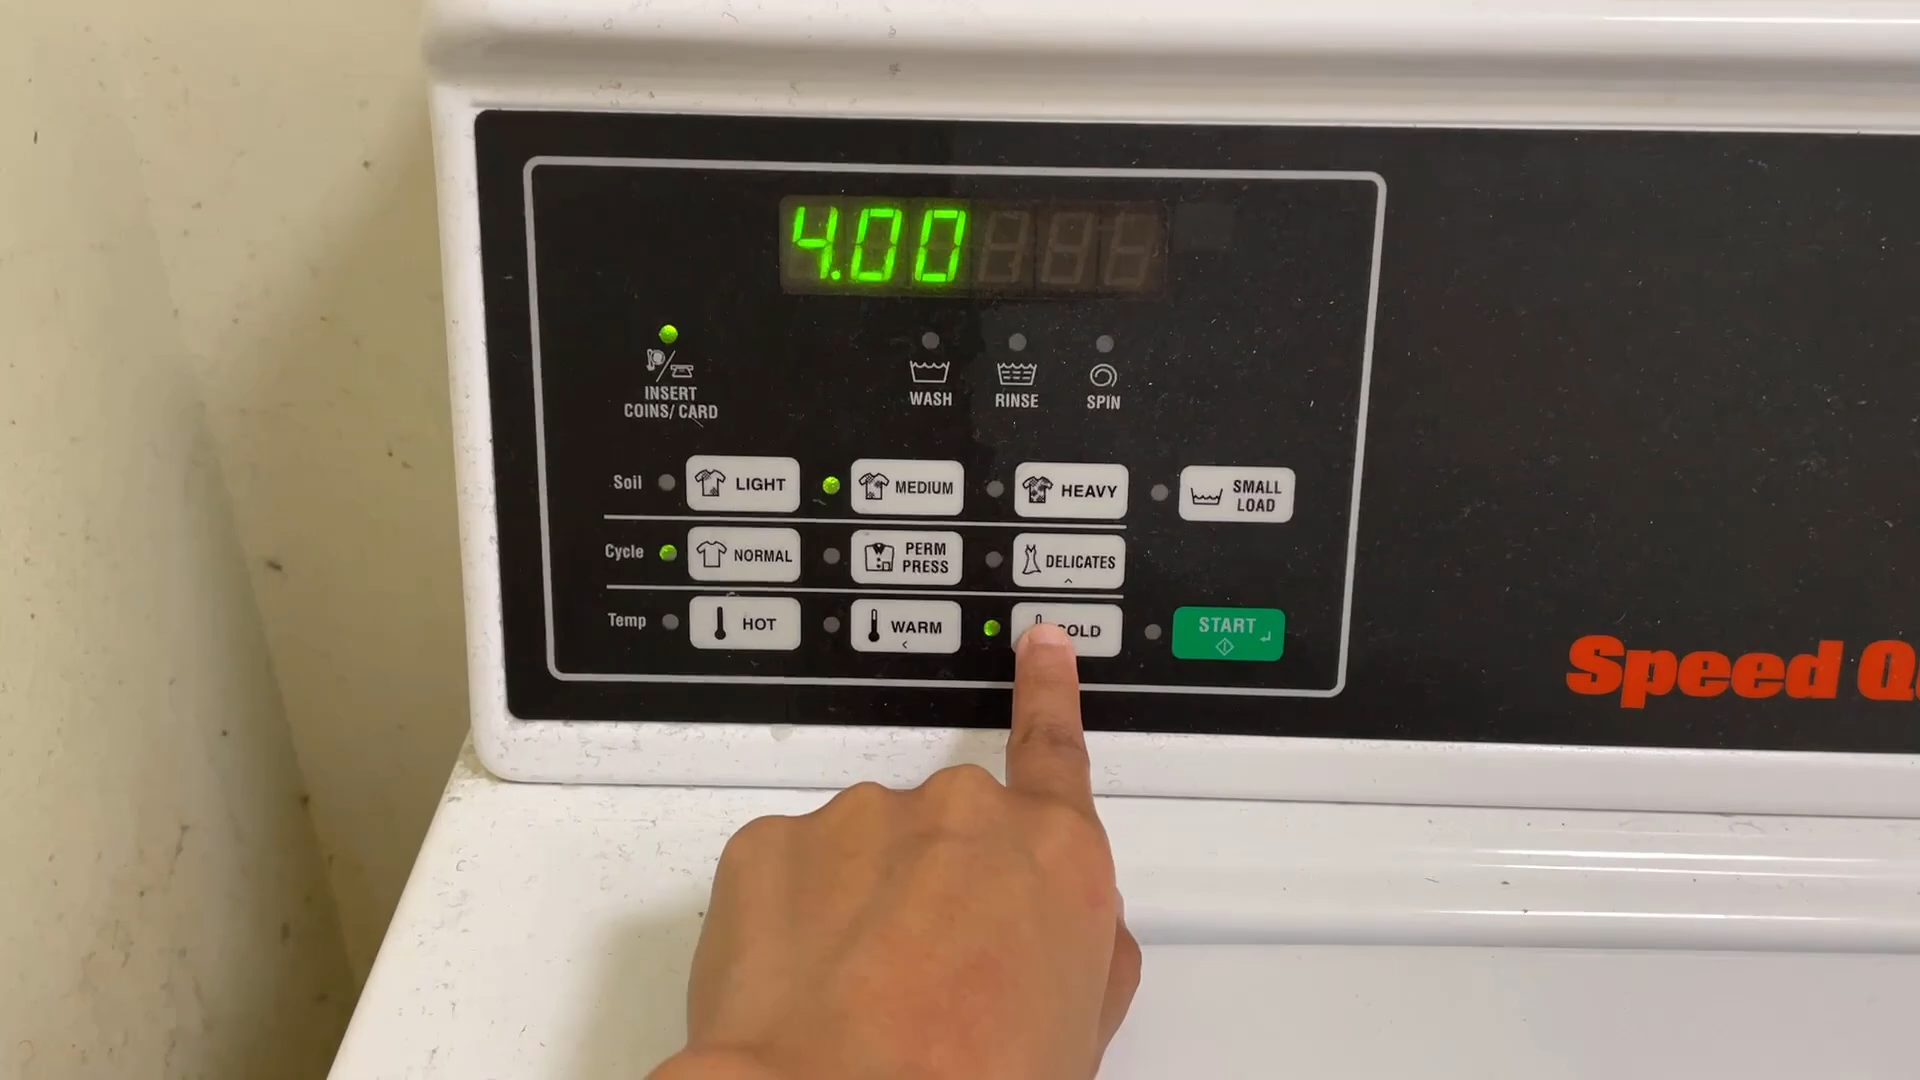 4.00
INSERT
COINS/ CARD
WASH
RINSE
SPIN
Soil
LIGHT
MEDIUM
HEAVY
SMALL
LOAD
Cycle
NORMAL
PERM
PRESS
DELICATES
Temp
HOT
WARM
COLD
START
Speed